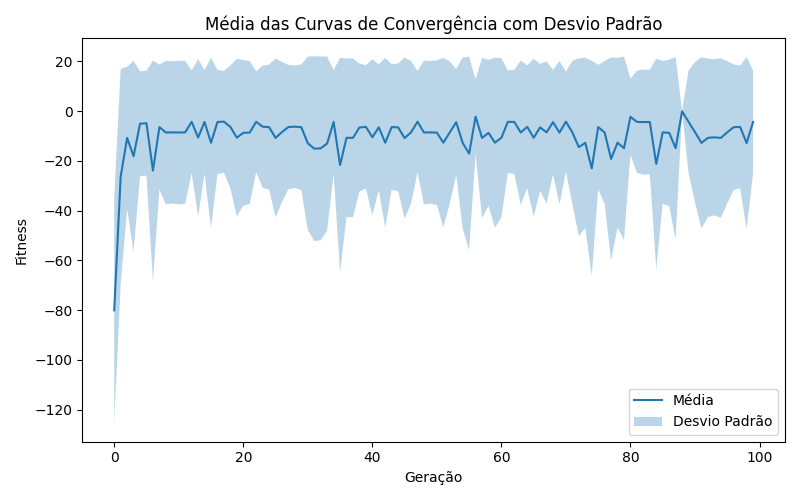 Média das Curvas de Convergência com Desvio Padrão
Fitness
20
0
−20
−40
−60
−80
−100
−120
0 20 40 60 80 100
Geração
Média
Desvio Padrão